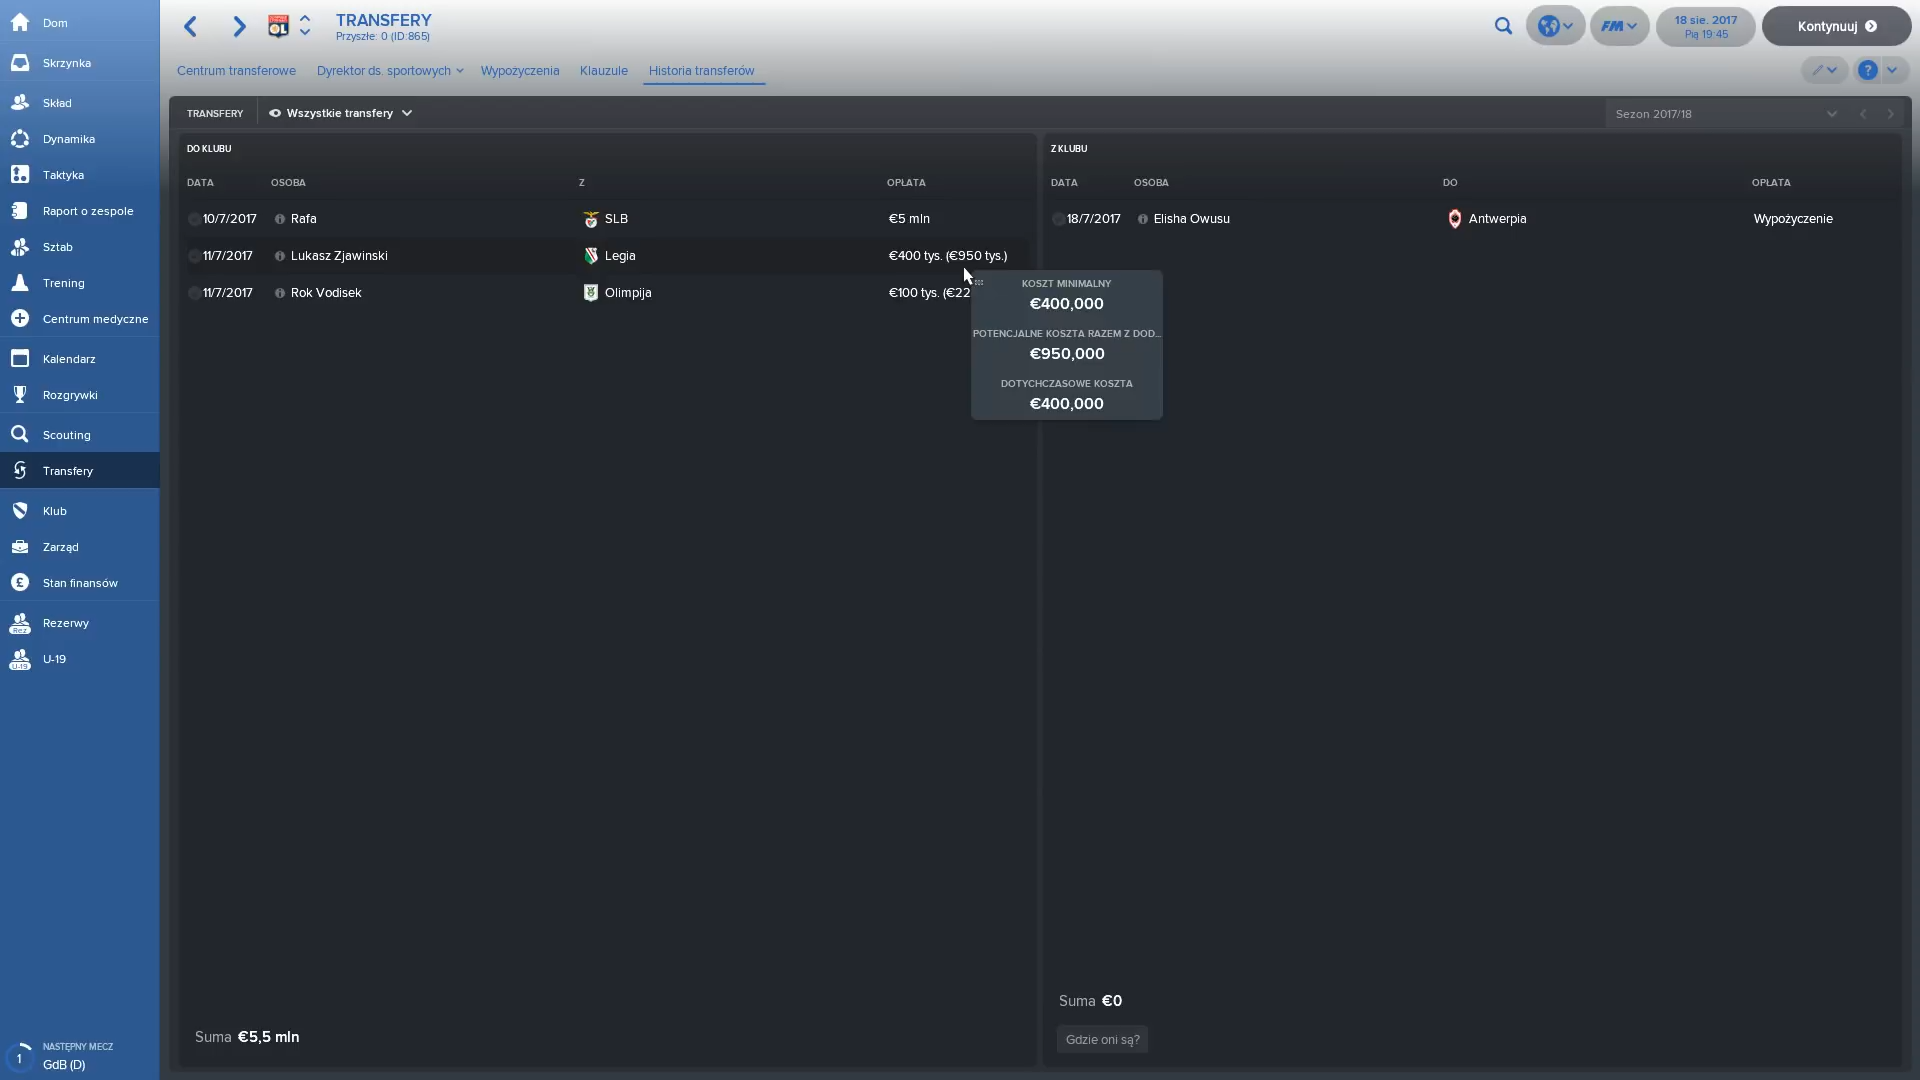 Dom
Skrzynka
Skład
Dynamika
Taktyka
Raport o zespole
Sztab
Trening
Centrum medyczne
Kalendarz
Rozgrywki
Scouting
Transfery
Klub
Zarząd
Stan finansów
Rezerwy
U-19
NASTĘPNY MECZ
1 GdB (D)
TRANSFERY
Przyszłe: 0 (ID:865)
FM
18 sie. 2017
Pią 19:45
Kontynuuj
Centrum transferowe Dyrektor ds. sportowych Wypożyczenia Klauzule Historia transferów
TRANSFERY Wszystkie transfery Sezon 2017/18
DO KLUBU
DATA OSOBA Z OPŁATA
10/7/2017 Rafa SLB €5 mln
11/7/2017 Lukasz Zjawinski Legia €400 tys. (€950 tys.)
11/7/2017 Rok Vodisek Olimpija €100 tys. (€22
KOSZT MINIMALNY
€400,000
POTENCJALNE KOSZTA RAZEM Z DOD...
€950,000
DOTYCHCZASOWE KOSZTA
€400,000
Suma €5,5 mln
Z KLUBU
DATA OSOBA DO OPŁATA
18/7/2017 Elisha Owusu Antwerpia Wypożyczenie
Suma €0
Gdzie oni są?